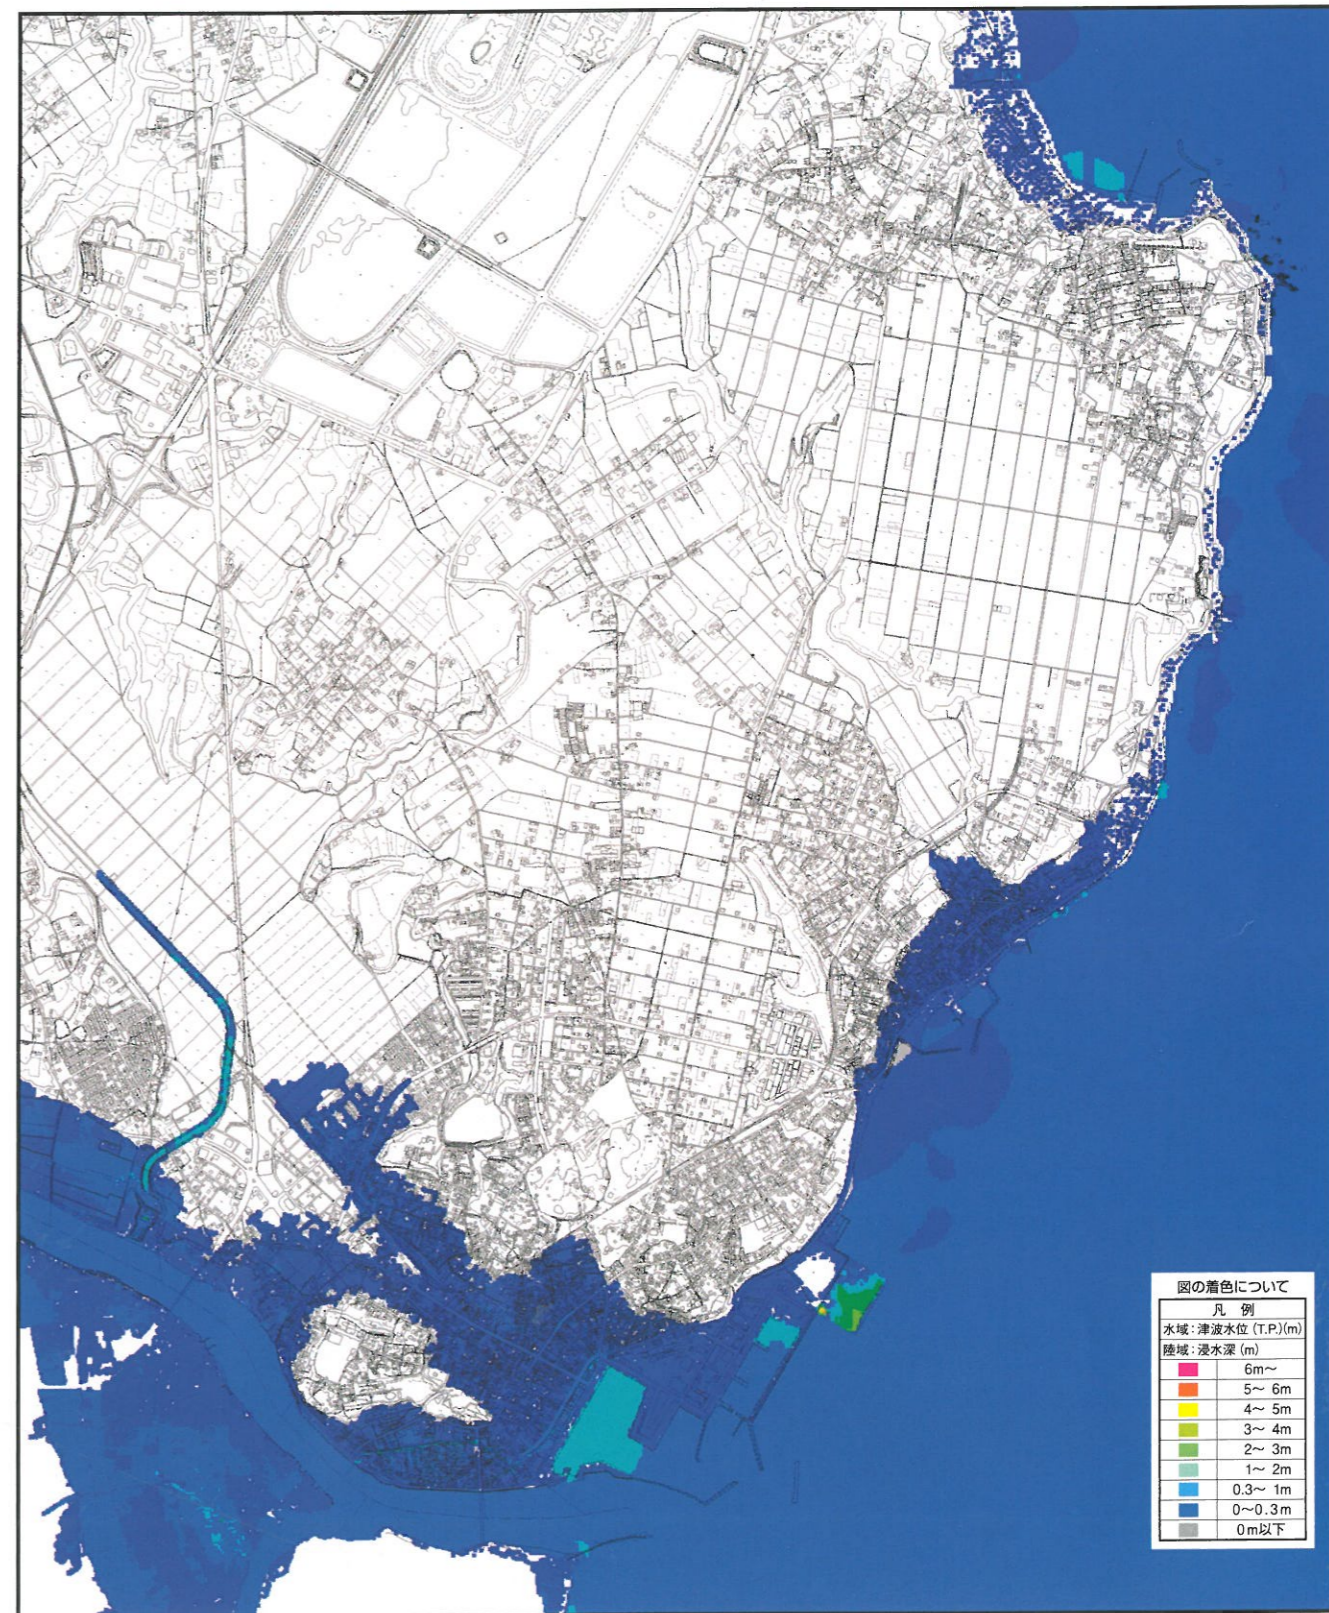 図の着色について
凡 例
水域:津波水位 (T.P.)(m)
陸域:浸水深 (m)
6m～
5～ 6m
4～ 5m
3～ 4m
2～ 3m
1～ 2m
0.3～ 1m
0～0.3m
0m以下